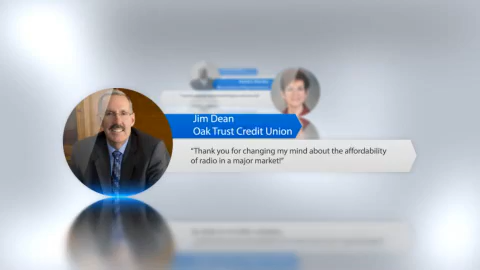 Jim Dean
Oak Trust Credit Union
“Thank you for changing my mind about the affordability
of radio in a major market!”